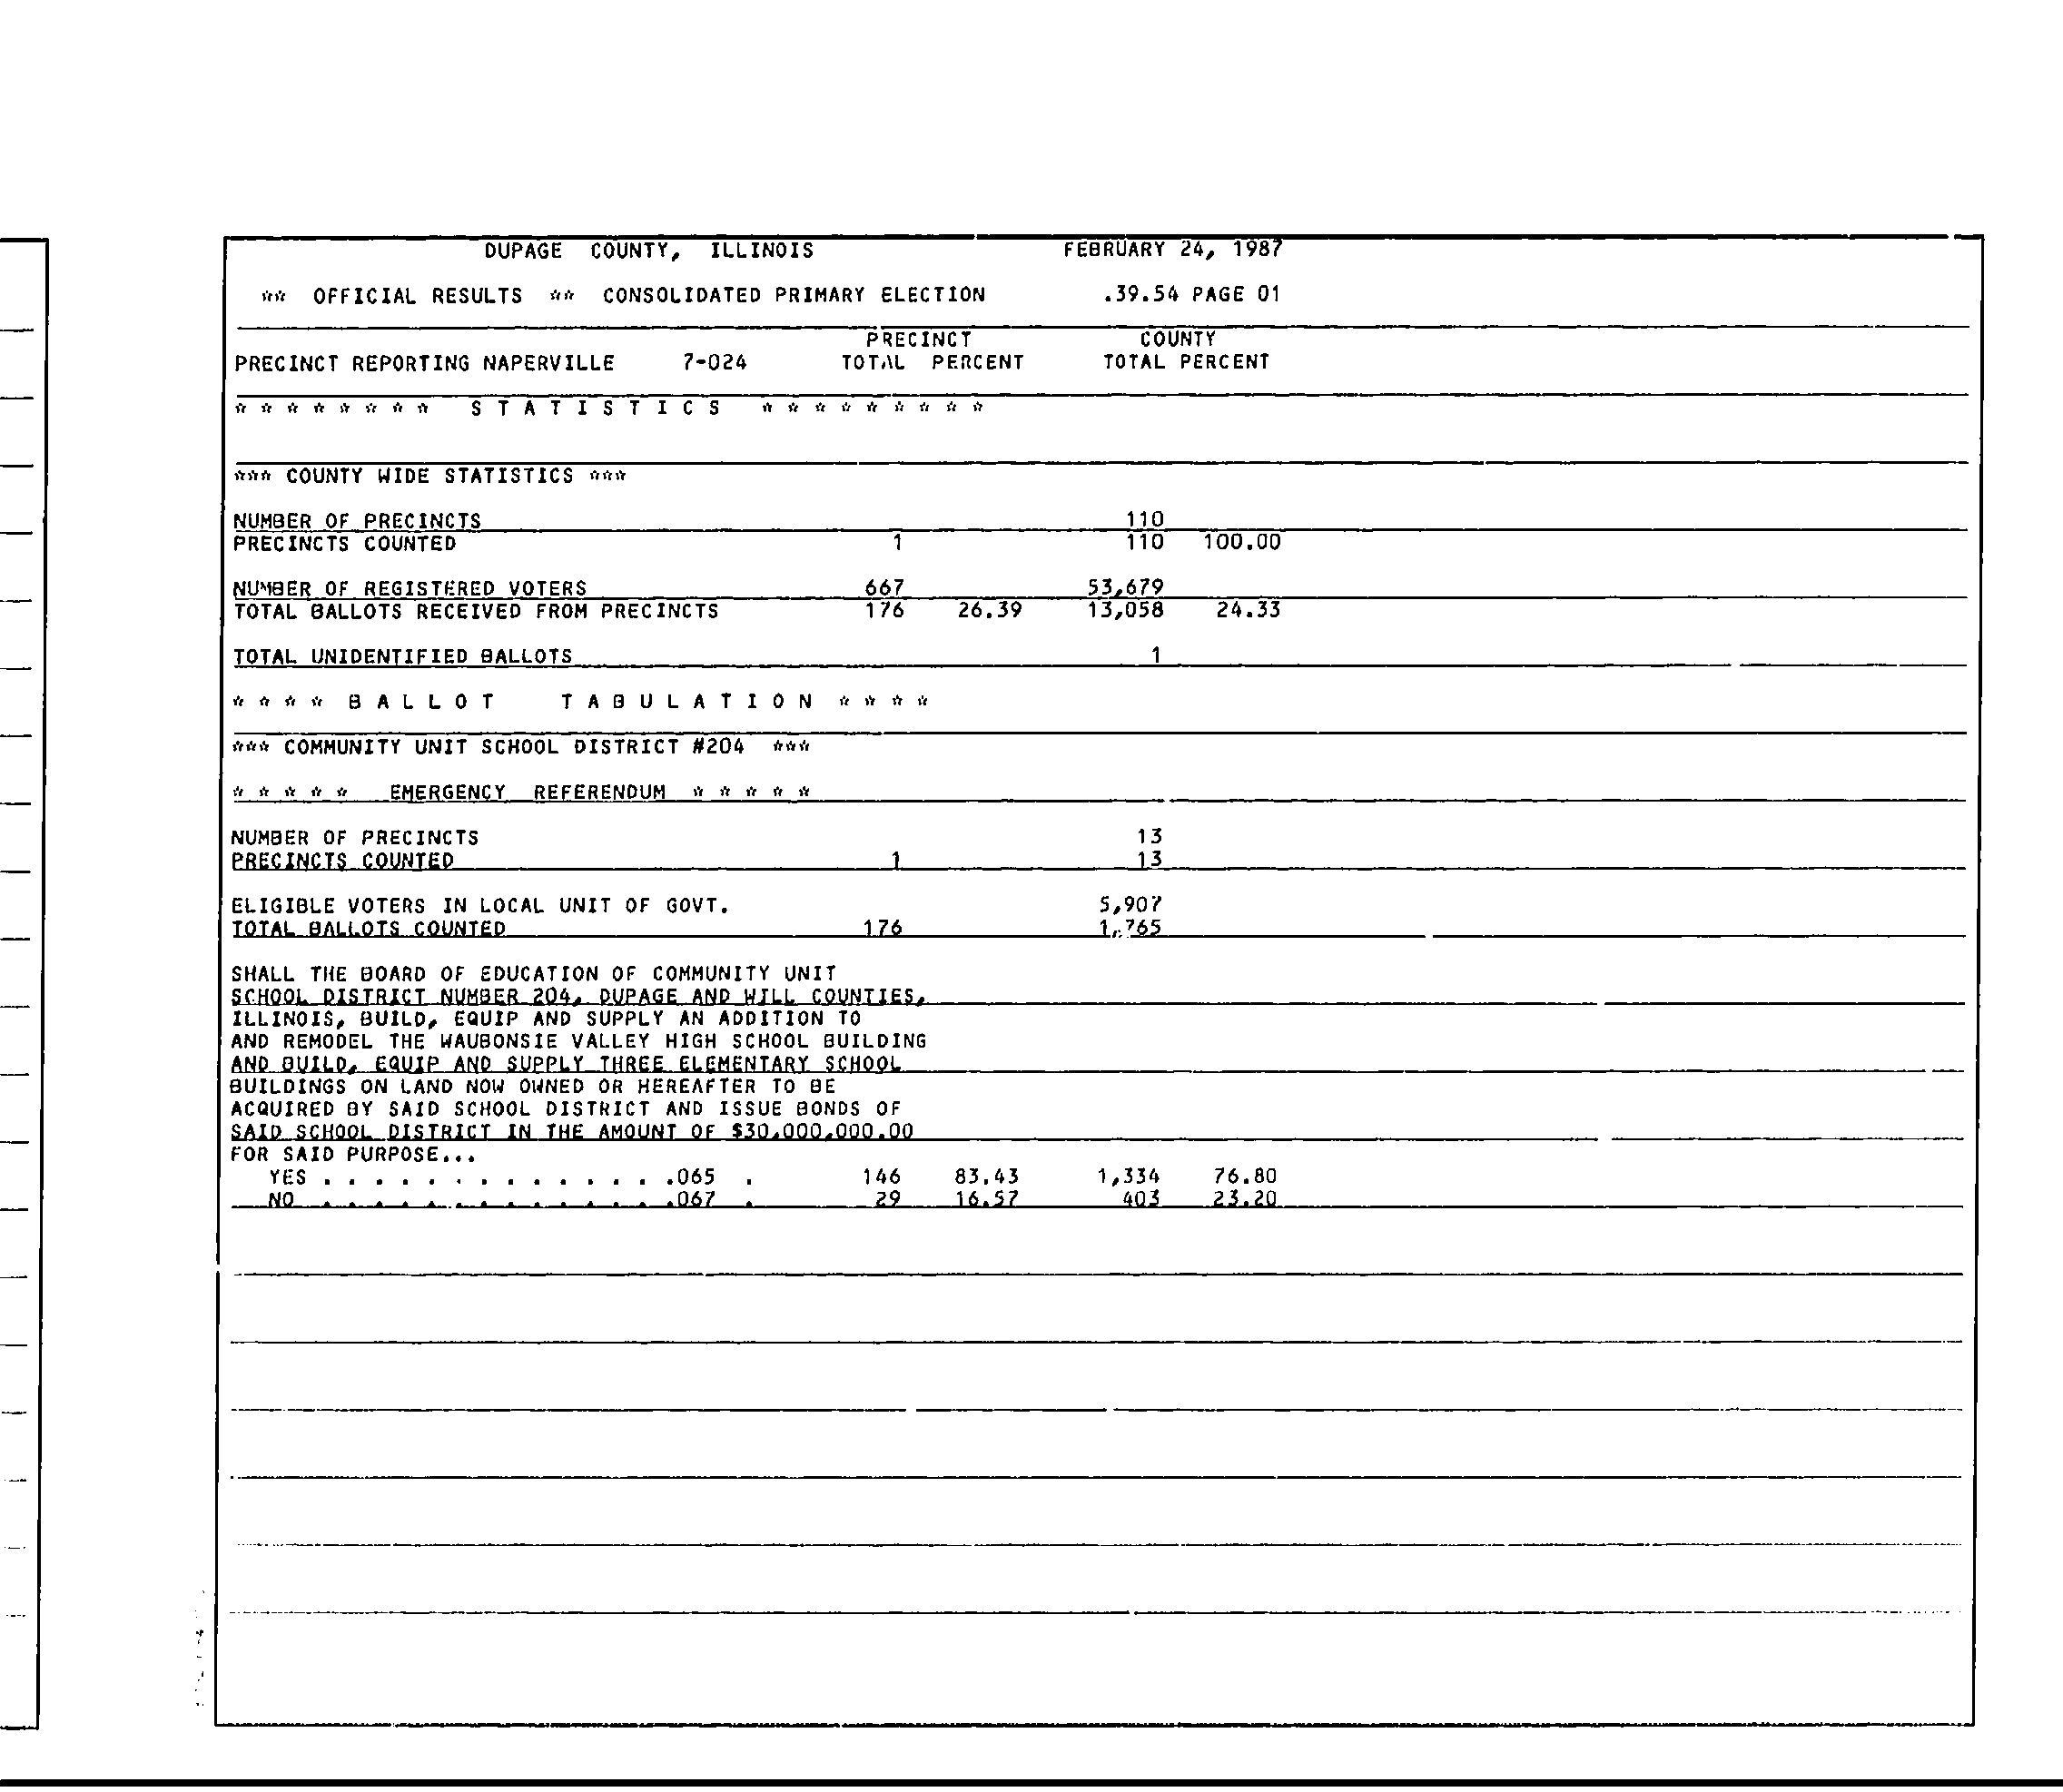 DUPAGE COUNTY, ILLINOIS FEBRUARY 24, 1987
** OFFICIAL RESULTS ** CONSOLIDATED PRIMARY ELECTION .39.54 PAGE 01
PRECINCT COUNTY
PRECINCT REPORTING NAPERVILLE 7-024 TOTAL PERCENT TOTAL PERCENT
* * * * * * * * S T A T I S T I C S * * * * * * * * *
*** COUNTY WIDE STATISTICS ***
NUMBER OF PRECINCTS 110
PRECINCTS COUNTED 1 110 100.00
NUMBER OF REGISTERED VOTERS 667 53,679
TOTAL BALLOTS RECEIVED FROM PRECINCTS 176 26.39 13,058 24.33
TOTAL UNIDENTIFIED BALLOTS 1
* * * * B A L L O T T A B U L A T I O N * * * *
*** COMMUNITY UNIT SCHOOL DISTRICT #204 ***
* * * * * EMERGENCY REFERENDUM * * * * *
NUMBER OF PRECINCTS 13
PRECINCTS COUNTED 1 13
ELIGIBLE VOTERS IN LOCAL UNIT OF GOVT. 5,907
TOTAL BALLOTS COUNTED 176 1,765
SHALL THE BOARD OF EDUCATION OF COMMUNITY UNIT
SCHOOL DISTRICT NUMBER 204, DUPAGE AND WILL COUNTIES,
ILLINOIS, BUILD, EQUIP AND SUPPLY AN ADDITION TO
AND REMODEL THE WAUBONSIE VALLEY HIGH SCHOOL BUILDING
AND BUILD, EQUIP AND SUPPLY THREE ELEMENTARY SCHOOL
BUILDINGS ON LAND NOW OWNED OR HEREAFTER TO BE
ACQUIRED BY SAID SCHOOL DISTRICT AND ISSUE BONDS OF
SAID SCHOOL DISTRICT IN THE AMOUNT OF $30,000,000.00
FOR SAID PURPOSE...
YES . . . . . . . . . . . . . .065 . 146 83.43 1,334 76.80
NO . . . . . . . . . . . . . .067 . 29 16.57 403 23.20